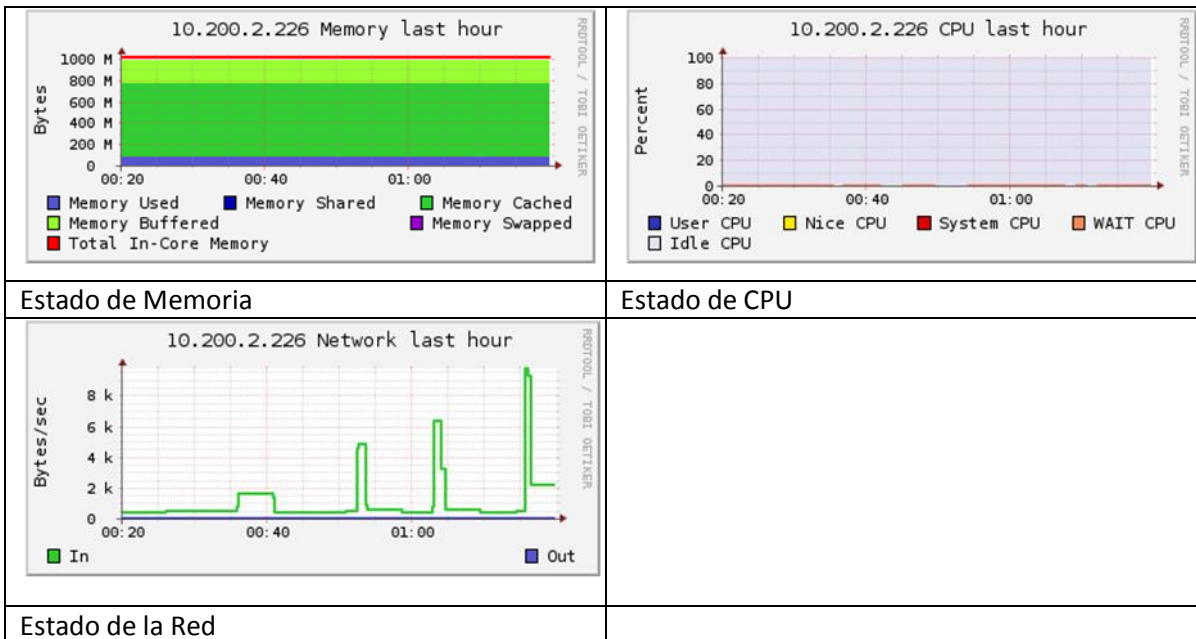 10.200.2.226 Memory last hour
RRDTOOL / TOBI OETIKER
Bytes
1000 M
800 M
600 M
400 M
200 M
0
00:20 00:40 01:00
Memory Used Memory Shared Memory Cached
Memory Buffered Memory Swapped
Total In-Core Memory
10.200.2.226 CPU last hour
RRDTOOL / TOBI OETIKER
Percent
100
80
60
40
20
0
00:20 00:40 01:00
User CPU Nice CPU System CPU WAIT CPU
Idle CPU
Estado de Memoria
Estado de CPU
10.200.2.226 Network last hour
RRDTOOL / TOBI OETIKER
Bytes/sec
8 k
6 k
4 k
2 k
0
00:20 00:40 01:00
In Out
Estado de la Red